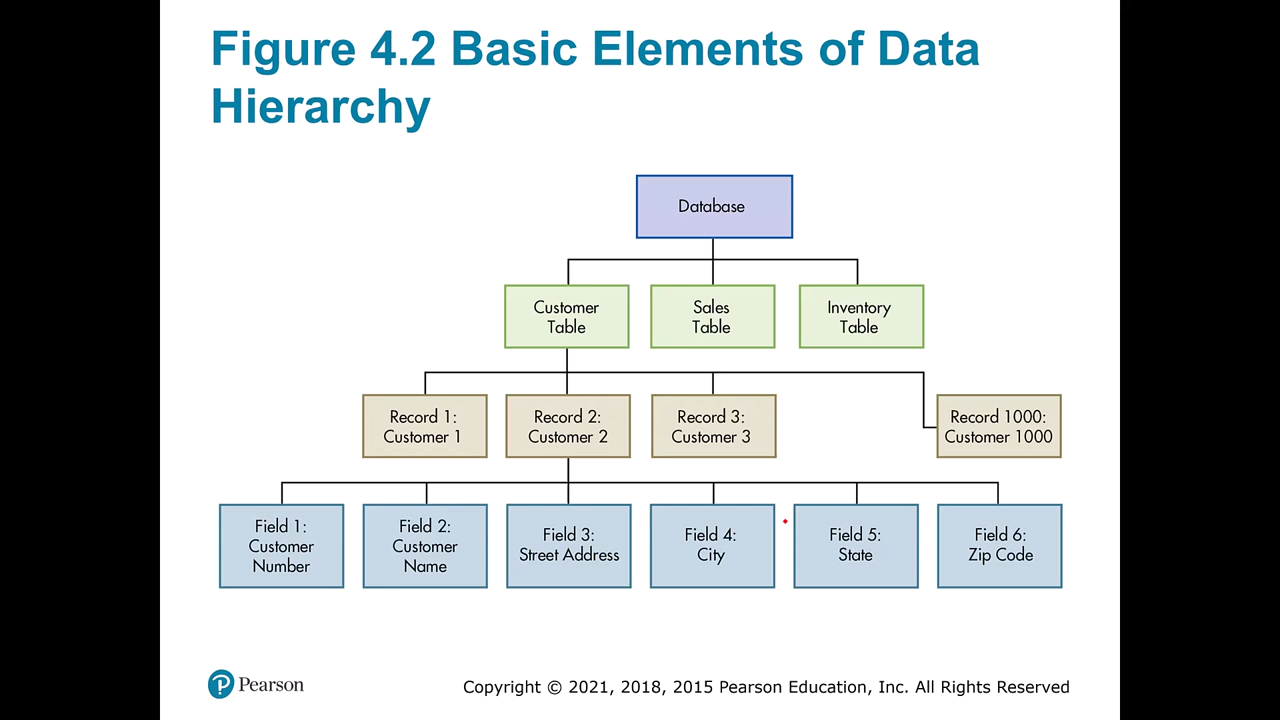 Figure 4.2 Basic Elements of Data
Hierarchy
Database
Customer
Table
Sales
Table
Inventory
Table
Record 1:
Customer 1
Record 2:
Customer 2
Record 3:
Customer 3
Record 1000:
Customer 1000
Field 1:
Customer
Number
Field 2:
Customer
Name
Field 3:
Street Address
Field 4:
City
Field 5:
State
Field 6:
Zip Code
P Pearson
Copyright © 2021, 2018, 2015 Pearson Education, Inc. All Rights Reserved